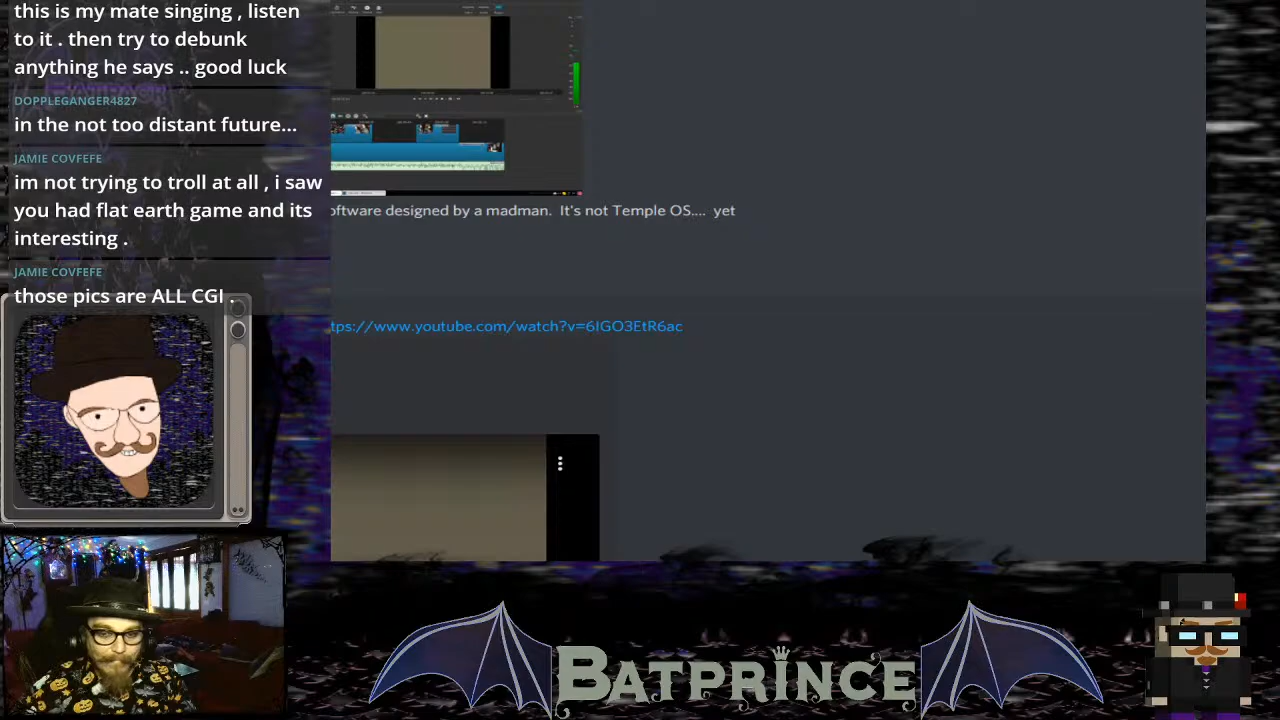 this is my mate singing , listen
to it . then try to debunk
anything he says .. good luck
DOPPLEGANGER4827
in the not too distant future...
JAMIE COVFEFE
im not trying to troll at all , i saw
you had flat earth game and its
interesting .
JAMIE COVFEFE
those pics are ALL CGI .
oftware designed by a madman. It's not Temple OS.... yet
tps://www.youtube.com/watch?v=6IGO3EtR6ac
BATPRINCE